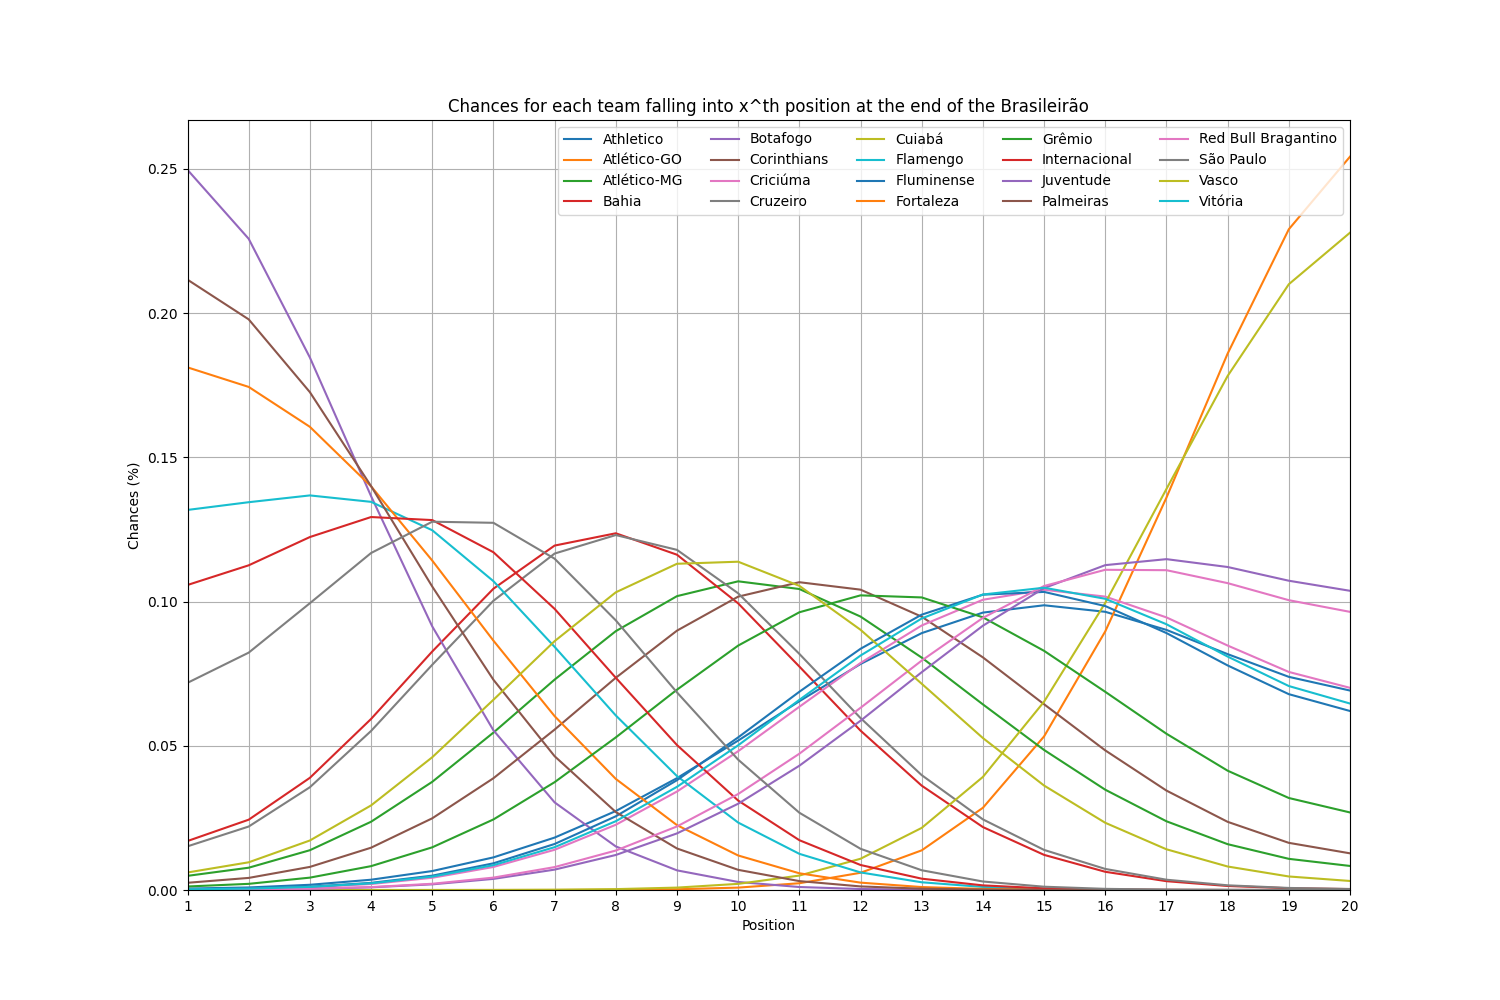 Chances for each team falling into x^th position at the end of the Brasileirão
Athletico Botafogo Cuiabá Grêmio Red Bull Bragantino
Atlético-GO Corinthians Flamengo Internacional São Paulo
Atlético-MG Criciúma Fluminense Juventude Vasco
Bahia Cruzeiro Fortaleza Palmeiras Vitória
0.25
0.20
0.15
0.10
0.05
0.00
Chances (%)
1 2 3 4 5 6 7 8 9 10 11 12 13 14 15 16 17 18 19 20
Position